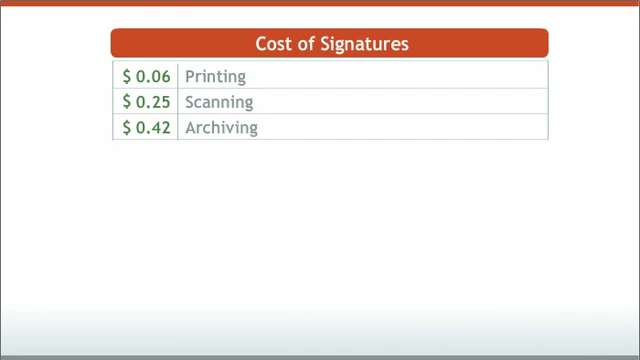 Cost of Signatures
$ 0.06 Printing
$ 0.25 Scanning
$ 0.42 Archiving